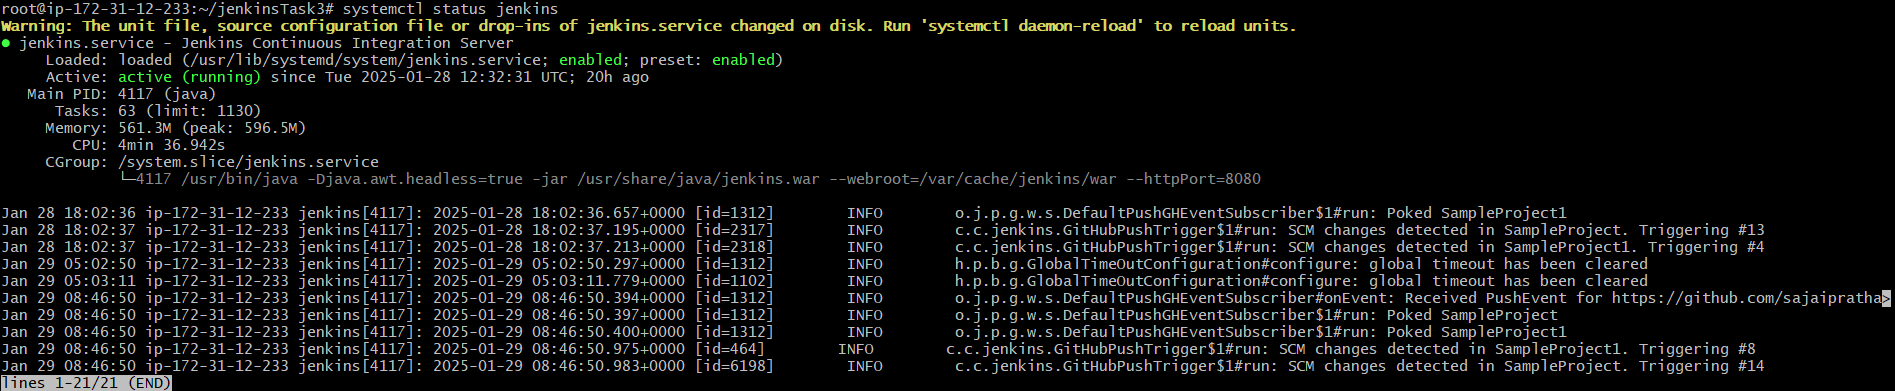 root@ip-172-31-12-233:~/jenkinsTask3# systemctl status jenkins
Warning: The unit file, source configuration file or drop-ins of jenkins.service changed on disk. Run 'systemctl daemon-reload' to reload units.
● jenkins.service - Jenkins Continuous Integration Server
     Loaded: loaded (/usr/lib/systemd/system/jenkins.service; enabled; preset: enabled)
     Active: active (running) since Tue 2025-01-28 12:32:31 UTC; 20h ago
   Main PID: 4117 (java)
      Tasks: 63 (limit: 1130)
     Memory: 561.3M (peak: 596.5M)
        CPU: 4min 36.942s
     CGroup: /system.slice/jenkins.service
             └─4117 /usr/bin/java -Djava.awt.headless=true -jar /usr/share/java/jenkins.war --webroot=/var/cache/jenkins/war --httpPort=8080
Jan 28 18:02:36 ip-172-31-12-233 jenkins[4117]: 2025-01-28 18:02:36.657+0000 [id=1312]        INFO        o.j.p.g.w.s.DefaultPushGHEventSubscriber$1#run: Poked SampleProject1
Jan 28 18:02:37 ip-172-31-12-233 jenkins[4117]: 2025-01-28 18:02:37.195+0000 [id=2317]        INFO        c.c.jenkins.GitHubPushTrigger$1#run: SCM changes detected in SampleProject. Triggering #13
Jan 28 18:02:37 ip-172-31-12-233 jenkins[4117]: 2025-01-28 18:02:37.213+0000 [id=2318]        INFO        c.c.jenkins.GitHubPushTrigger$1#run: SCM changes detected in SampleProject1. Triggering #4
Jan 29 05:02:50 ip-172-31-12-233 jenkins[4117]: 2025-01-29 05:02:50.297+0000 [id=1312]        INFO        h.p.b.g.GlobalTimeOutConfiguration#configure: global timeout has been cleared
Jan 29 05:03:11 ip-172-31-12-233 jenkins[4117]: 2025-01-29 05:03:11.779+0000 [id=1102]        INFO        h.p.b.g.GlobalTimeOutConfiguration#configure: global timeout has been cleared
Jan 29 08:46:50 ip-172-31-12-233 jenkins[4117]: 2025-01-29 08:46:50.394+0000 [id=1312]        INFO        o.j.p.g.w.s.DefaultPushGHEventSubscriber#onEvent: Received PushEvent for https://github.com/sajaipratha>
Jan 29 08:46:50 ip-172-31-12-233 jenkins[4117]: 2025-01-29 08:46:50.397+0000 [id=1312]        INFO        o.j.p.g.w.s.DefaultPushGHEventSubscriber$1#run: Poked SampleProject
Jan 29 08:46:50 ip-172-31-12-233 jenkins[4117]: 2025-01-29 08:46:50.400+0000 [id=1312]        INFO        o.j.p.g.w.s.DefaultPushGHEventSubscriber$1#run: Poked SampleProject1
Jan 29 08:46:50 ip-172-31-12-233 jenkins[4117]: 2025-01-29 08:46:50.975+0000 [id=464]        INFO        c.c.jenkins.GitHubPushTrigger$1#run: SCM changes detected in SampleProject1. Triggering #8
Jan 29 08:46:50 ip-172-31-12-233 jenkins[4117]: 2025-01-29 08:46:50.983+0000 [id=6198]        INFO        c.c.jenkins.GitHubPushTrigger$1#run: SCM changes detected in SampleProject. Triggering #14
lines 1-21/21 (END)